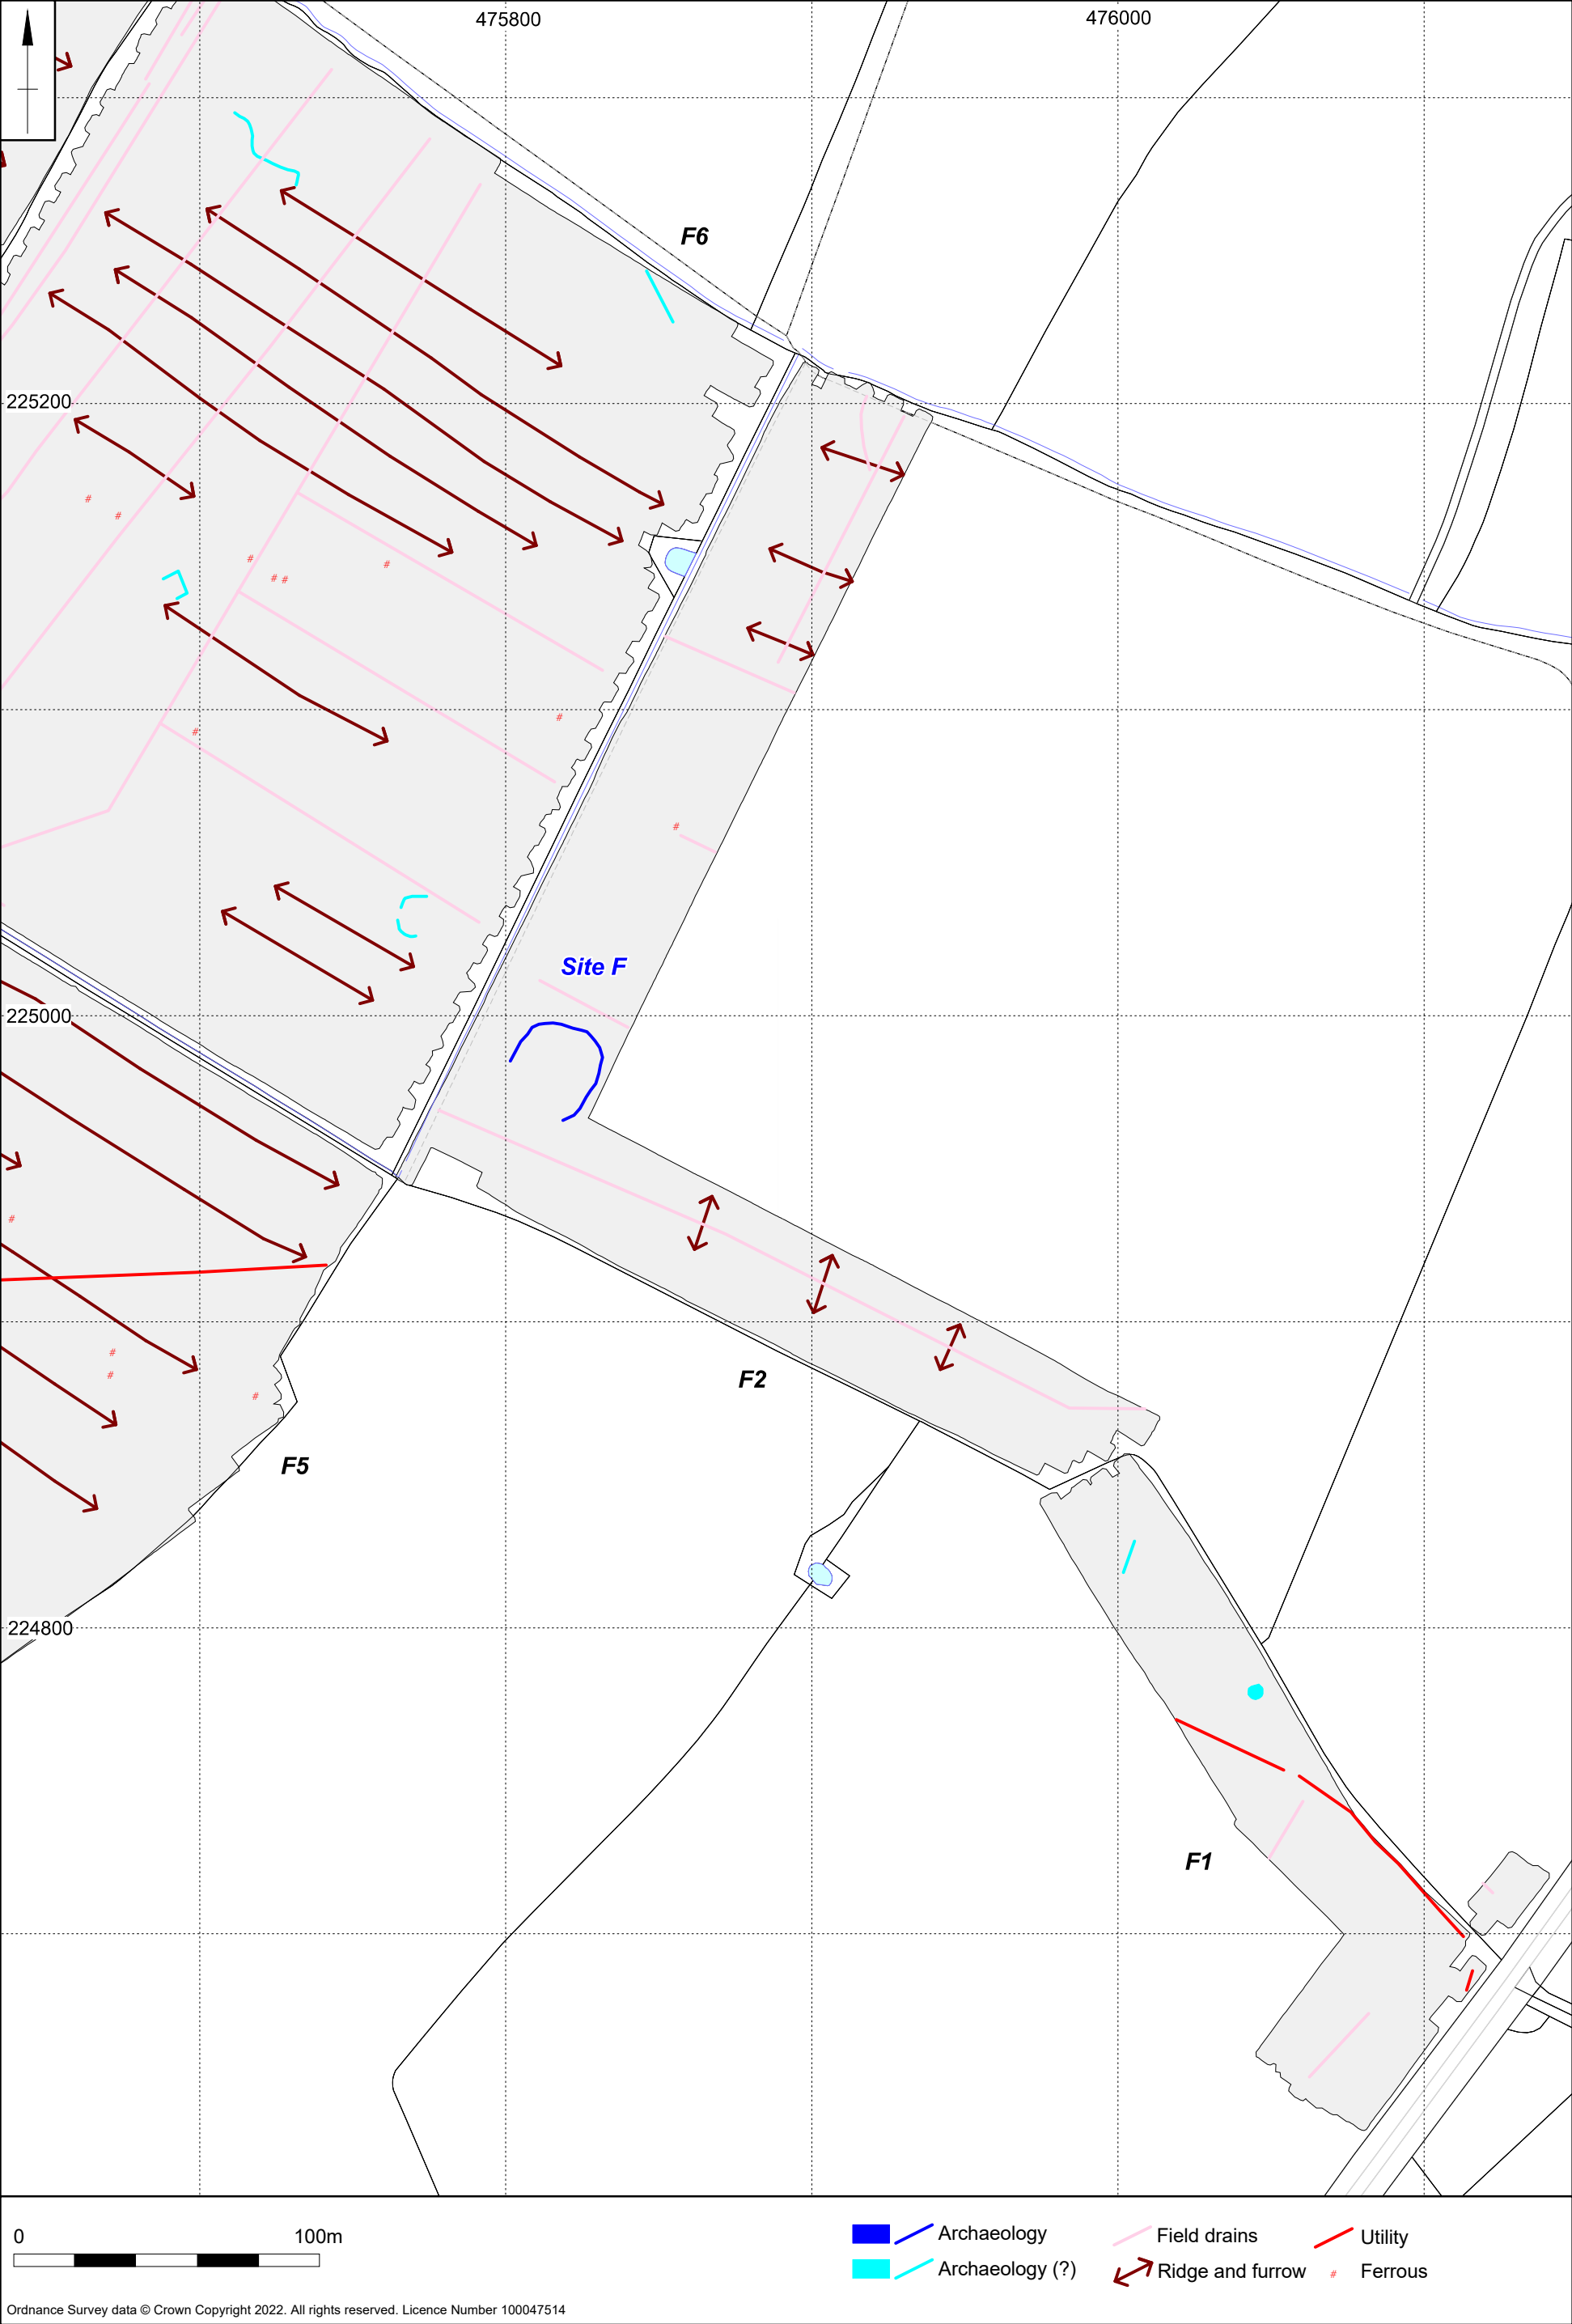 475800
476000
F6
225200
Site F
225000
F2
F5
224800
F1
0 100m
Archaeology
Field drains
Utility
Archaeology (?)
Ridge and furrow
# Ferrous
Ordnance Survey data © Crown Copyright 2022. All rights reserved. Licence Number 100047514